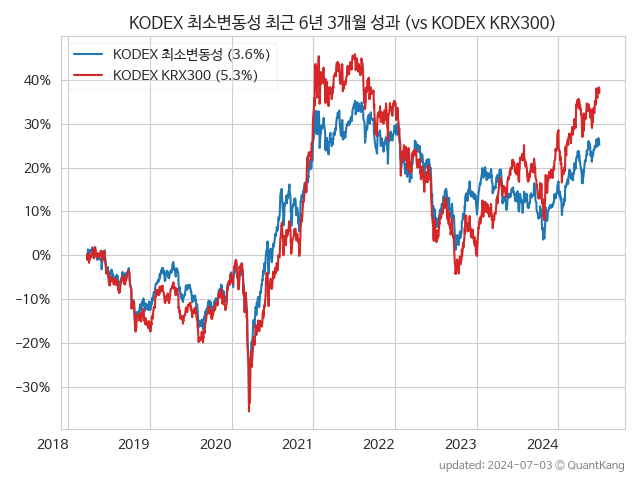 KODEX 최소변동성 최근 6년 3개월 성과 (vs KODEX KRX300)
KODEX 최소변동성 (3.6%)
KODEX KRX300 (5.3%)
40%
30%
20%
10%
0%
−10%
−20%
−30%
2018 2019 2020 2021 2022 2023 2024
updated: 2024-07-03 © QuantKang